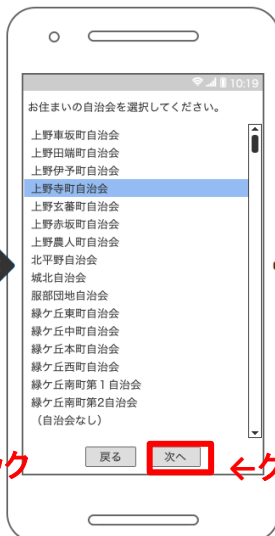 10:19
お住まいの自治会を選択してください。
上野車坂町自治会
上野田端町自治会
上野伊予町自治会
上野寺町自治会
上野玄蕃町自治会
上野赤坂町自治会
上野農人町自治会
北平野自治会
城北自治会
服部団地自治会
緑ケ丘東町自治会
緑ケ丘中町自治会
緑ケ丘本町自治会
緑ケ丘西町自治会
緑ケ丘南町第１自治会
緑ケ丘南町第2自治会
（自治会なし）
戻る 次へ
ック ←ク